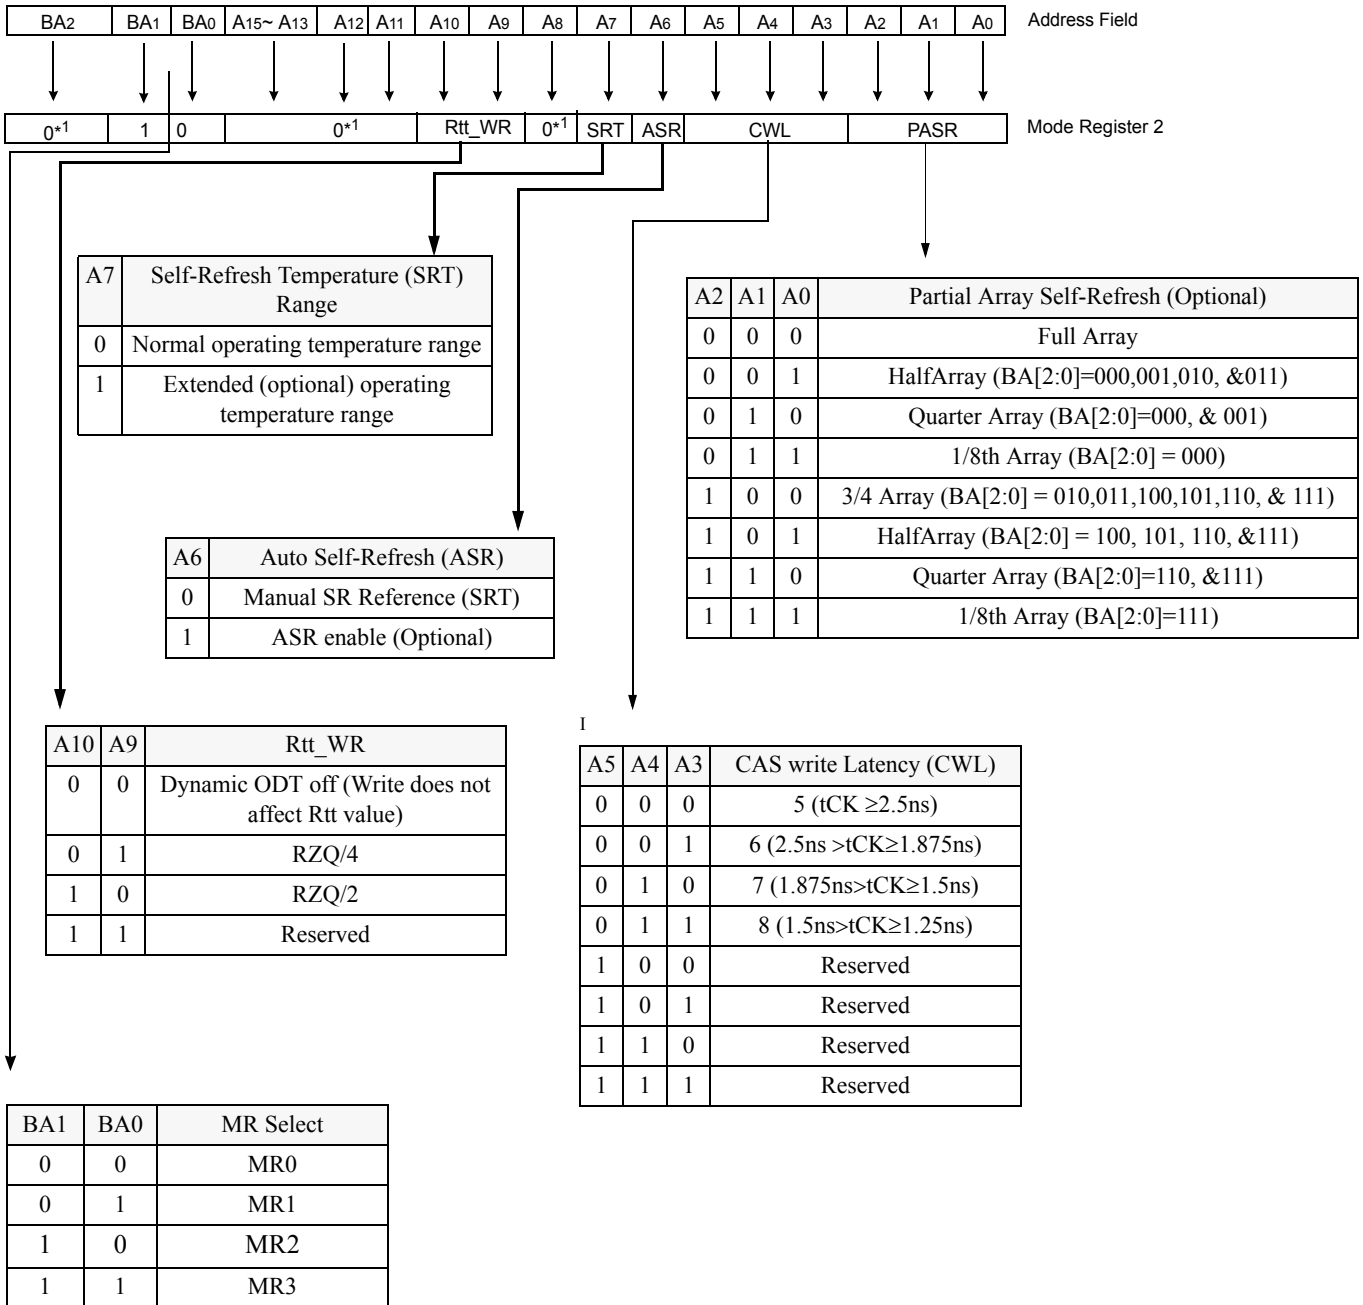 BA2 BA1 BA0 A15~ A13 A12 A11 A10 A9 A8 A7 A6 A5 A4 A3 A2 A1 A0 Address Field
0*1 1 0 0*1 Rtt_WR 0*1 SRT ASR CWL PASR Mode Register 2
A7 Self-Refresh Temperature (SRT)
Range
0 Normal operating temperature range
1 Extended (optional) operating
temperature range
A2 A1 A0 Partial Array Self-Refresh (Optional)
0 0 0 Full Array
0 0 1 HalfArray (BA[2:0]=000,001,010, &011)
0 1 0 Quarter Array (BA[2:0]=000, & 001)
0 1 1 1/8th Array (BA[2:0] = 000)
1 0 0 3/4 Array (BA[2:0] = 010,011,100,101,110, & 111)
1 0 1 HalfArray (BA[2:0] = 100, 101, 110, &111)
1 1 0 Quarter Array (BA[2:0]=110, &111)
1 1 1 1/8th Array (BA[2:0]=111)
A6 Auto Self-Refresh (ASR)
0 Manual SR Reference (SRT)
1 ASR enable (Optional)
A10 A9 Rtt_WR
0 0 Dynamic ODT off (Write does not
affect Rtt value)
0 1 RZQ/4
1 0 RZQ/2
1 1 Reserved
I
A5 A4 A3 CAS write Latency (CWL)
0 0 0 5 (tCK ≥2.5ns)
0 0 1 6 (2.5ns >tCK≥1.875ns)
0 1 0 7 (1.875ns>tCK≥1.5ns)
0 1 1 8 (1.5ns>tCK≥1.25ns)
1 0 0 Reserved
1 0 1 Reserved
1 1 0 Reserved
1 1 1 Reserved
BA1 BA0 MR Select
0 0 MR0
0 1 MR1
1 0 MR2
1 1 MR3